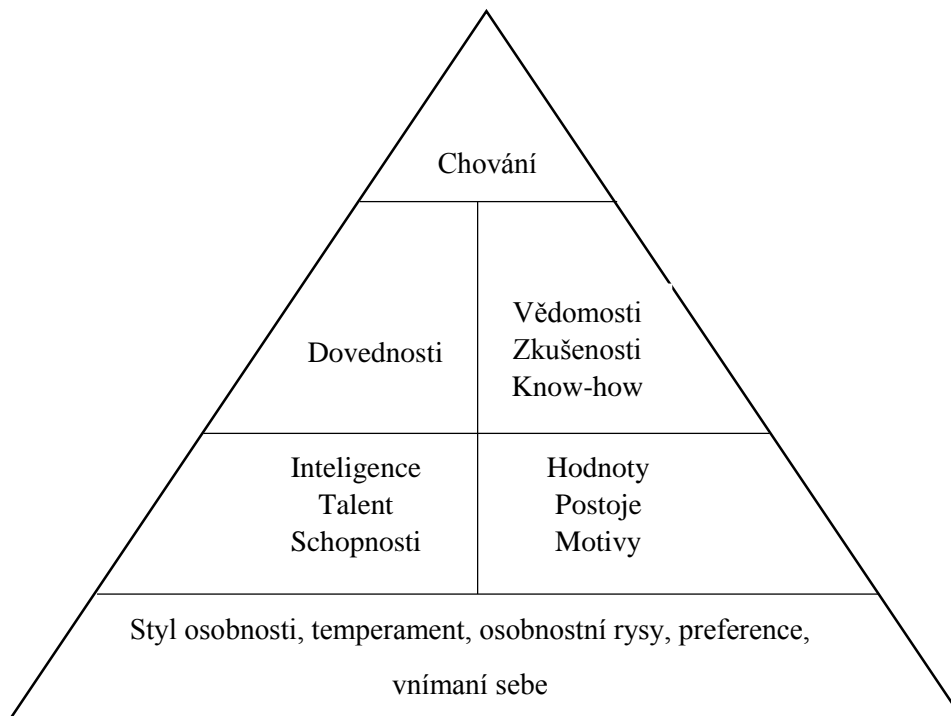 Chování
Dovednosti
Vědomosti
Zkušenosti
Know-how
Inteligence
Talent
Schopnosti
Hodnoty
Postoje
Motivy
Styl osobnosti, temperament, osobnostní rysy, preference,
vnímaní sebe